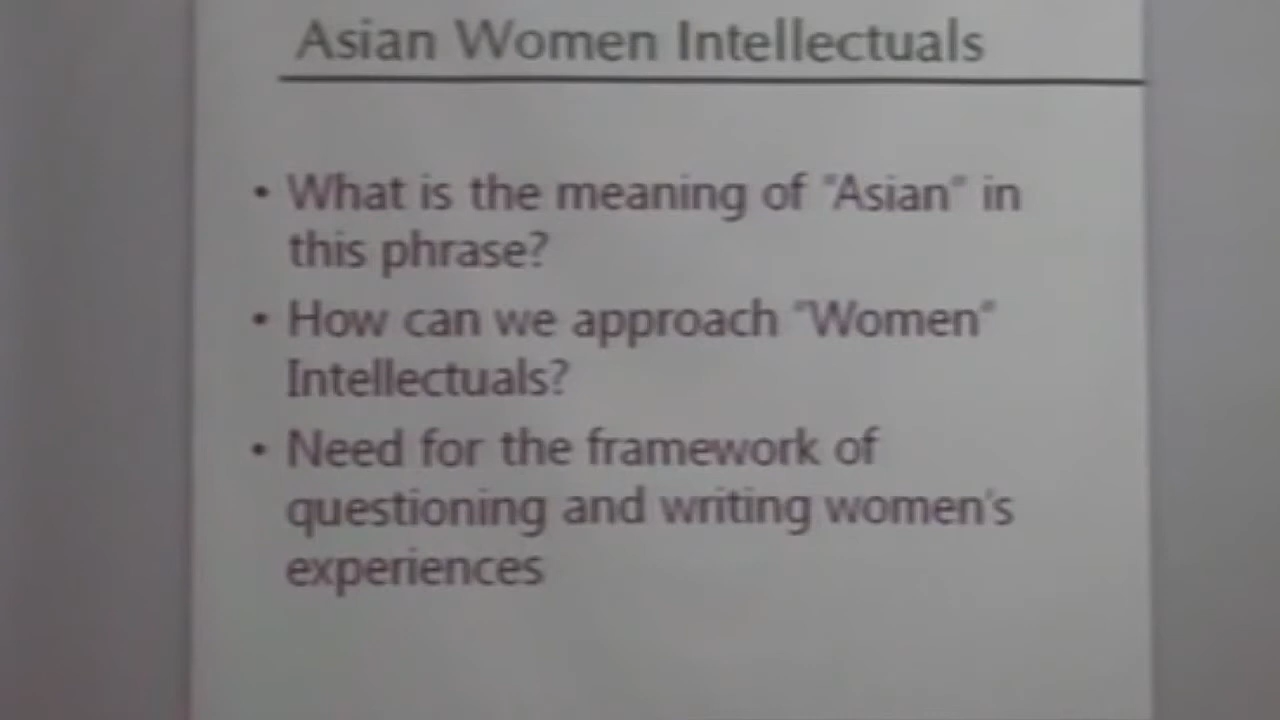 Asian Women Intellectuals
• What is the meaning of "Asian" in
this phrase?
• How can we approach "Women"
Intellectuals?
• Need for the framework of
questioning and writing women's
experiences